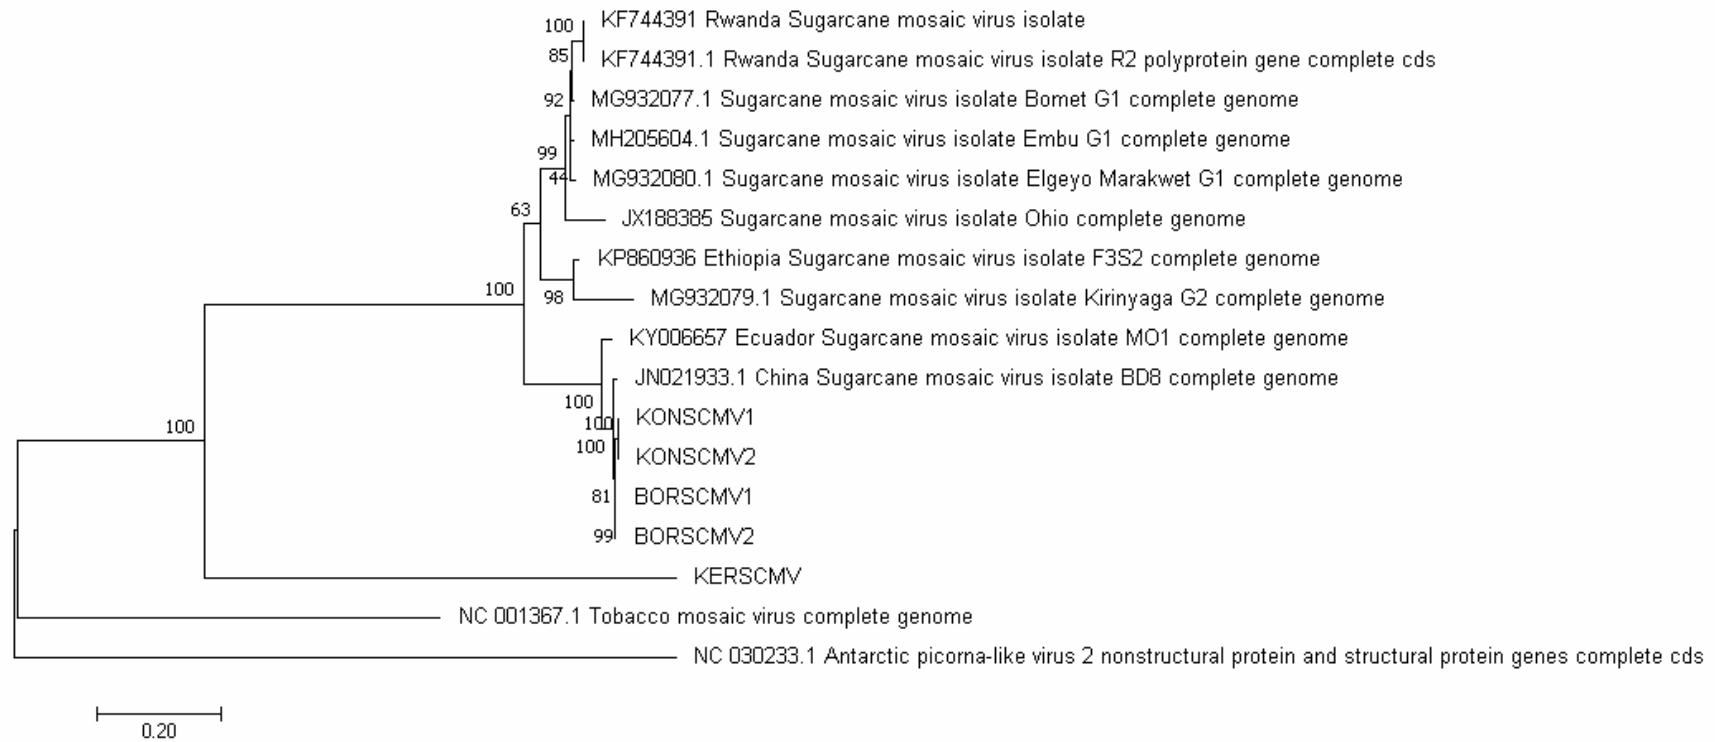 100 KF744391 Rwanda Sugarcane mosaic virus isolate
85 KF744391.1 Rwanda Sugarcane mosaic virus isolate R2 polyprotein gene complete cds
92 MG932077.1 Sugarcane mosaic virus isolate Bomet G1 complete genome
MH205604.1 Sugarcane mosaic virus isolate Embu G1 complete genome
99
44 MG932080.1 Sugarcane mosaic virus isolate Elgeyo Marakwet G1 complete genome
63 JX188385 Sugarcane mosaic virus isolate Ohio complete genome
KP860936 Ethiopia Sugarcane mosaic virus isolate F3S2 complete genome
100 98 MG932079.1 Sugarcane mosaic virus isolate Kirinyaga G2 complete genome
KY006657 Ecuador Sugarcane mosaic virus isolate MO1 complete genome
JN021933.1 China Sugarcane mosaic virus isolate BD8 complete genome
100
100 KONSCMV1
100
100 KONSCMV2
81 BORSCMV1
99 BORSCMV2
KERSCMV
NC 001367.1 Tobacco mosaic virus complete genome
NC 030233.1 Antarctic picorna-like virus 2 nonstructural protein and structural protein genes complete cds
0.20